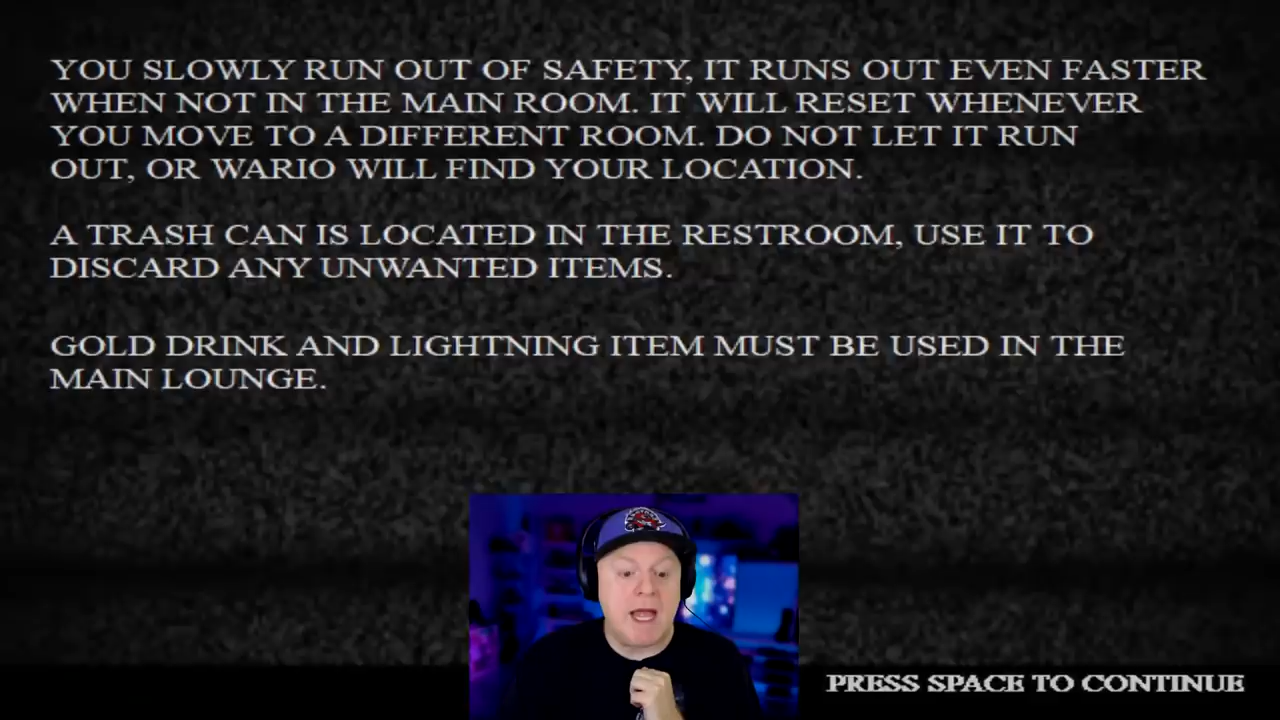 YOU SLOWLY RUN OUT OF SAFETY, IT RUNS OUT EVEN FASTER
WHEN NOT IN THE MAIN ROOM. IT WILL RESET WHENEVER
YOU MOVE TO A DIFFERENT ROOM. DO NOT LET IT RUN
OUT, OR WARIO WILL FIND YOUR LOCATION.
A TRASH CAN IS LOCATED IN THE RESTROOM, USE IT TO
DISCARD ANY UNWANTED ITEMS.
GOLD DRINK AND LIGHTNING ITEM MUST BE USED IN THE
MAIN LOUNGE.
PRESS SPACE TO CONTINUE